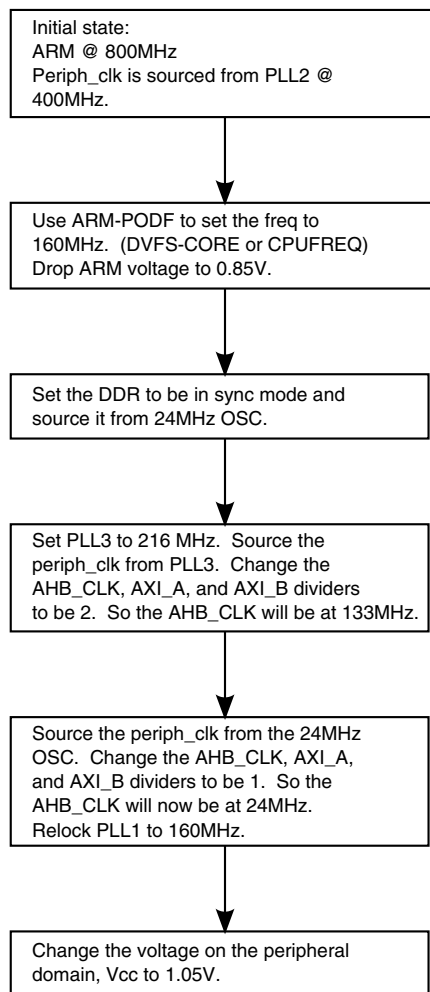 Initial state:
ARM @ 800MHz
Periph_clk is sourced from PLL2 @
400MHz.
Use ARM-PODF to set the freq to
160MHz. (DVFS-CORE or CPUFREQ)
Drop ARM voltage to 0.85V.
Set the DDR to be in sync mode and
source it from 24MHz OSC.
Set PLL3 to 216 MHz. Source the
periph_clk from PLL3. Change the
AHB_CLK, AXI_A, and AXI_B dividers
to be 2. So the AHB_CLK will be at 133MHz.
Source the periph_clk from the 24MHz
OSC. Change the AHB_CLK, AXI_A,
and AXI_B dividers to be 1. So the
AHB_CLK will now be at 24MHz.
Relock PLL1 to 160MHz.
Change the voltage on the peripheral
domain, Vcc to 1.05V.